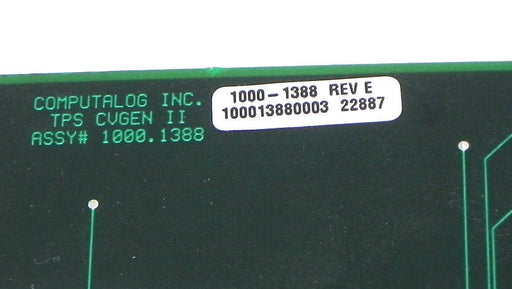 COMPUTALOG INC.
TPS CVGEN II
ASSY# 1000.1388
1000-1388 REV E
100013880003 22887